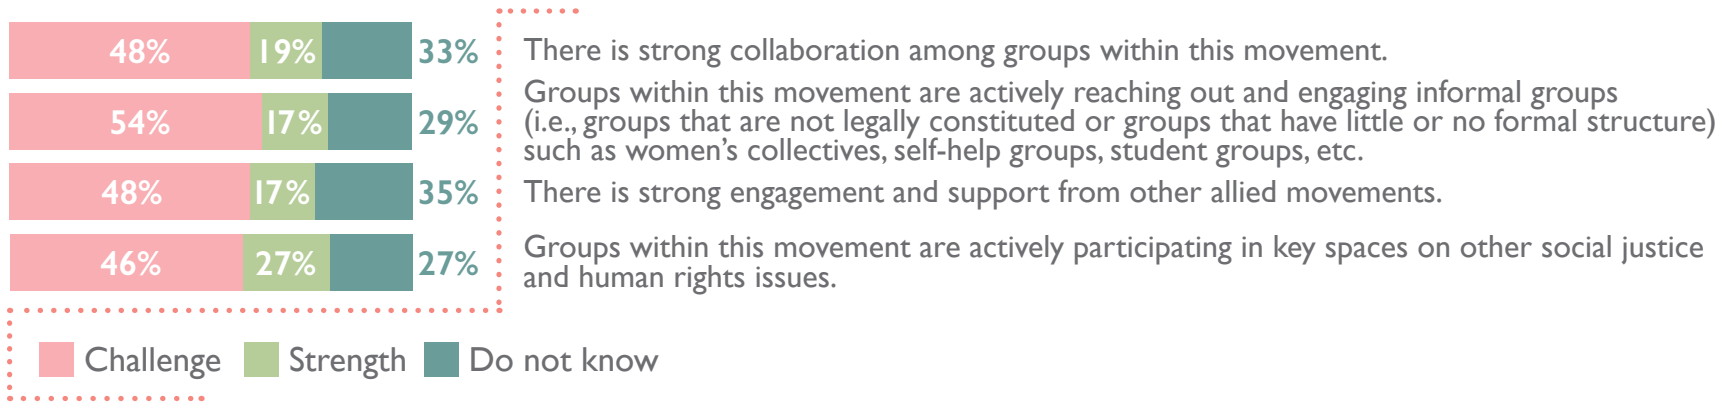 48% 19% 33% There is strong collaboration among groups within this movement.
Groups within this movement are actively reaching out and engaging informal groups
54% 17% 29% (i.e., groups that are not legally constituted or groups that have little or no formal structure)
such as women’s collectives, self-help groups, student groups, etc.
48% 17% 35% There is strong engagement and support from other allied movements.
46% 27% 27% Groups within this movement are actively participating in key spaces on other social justice
and human rights issues.
Challenge Strength Do not know